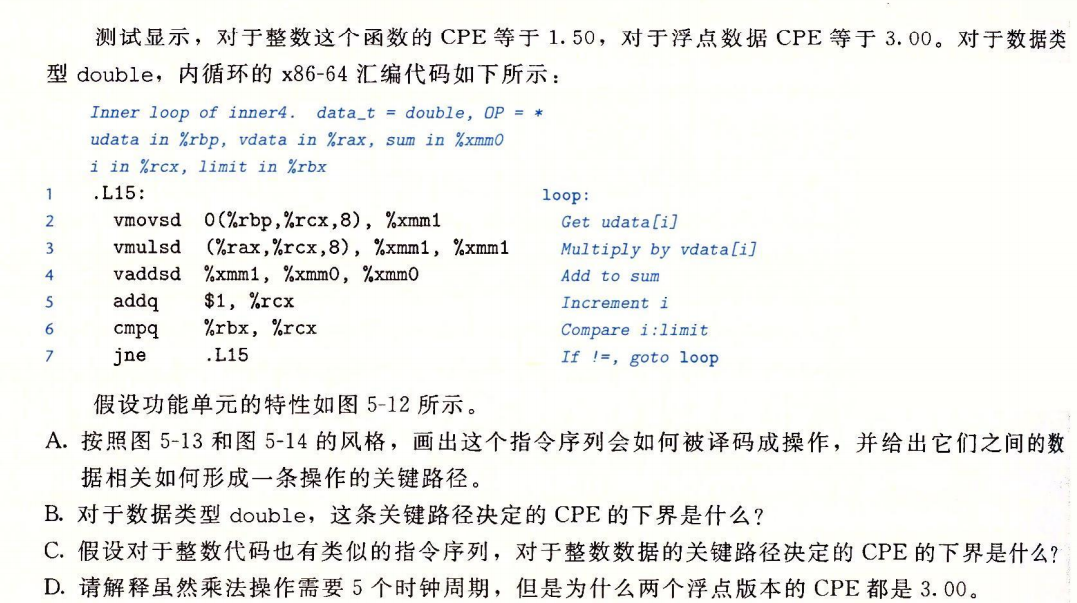 测试显示，对于整数这个函数的 CPE 等于 1.50，对于浮点数据 CPE 等于 3.00。对于数据类
型 double，内循环的 x86-64 汇编代码如下所示：
Inner loop of inner4. data_t = double, OP = *
udata in %rbp, vdata in %rax, sum in %xmm0
i in %rcx, limit in %rbx
1 .L15: loop:
2 vmovsd 0(%rbp,%rcx,8), %xmm1 Get udata[i]
3 vmulsd (%rax,%rcx,8), %xmm1, %xmm1 Multiply by vdata[i]
4 vaddsd %xmm1, %xmm0, %xmm0 Add to sum
5 addq $1, %rcx Increment i
6 cmpq %rbx, %rcx Compare i:limit
7 jne .L15 If !=, goto loop
假设功能单元的特性如图 5-12 所示。
A. 按照图 5-13 和图 5-14 的风格，画出这个指令序列会如何被译码成操作，并给出它们之间的数
据相关如何形成一条操作的关键路径。
B. 对于数据类型 double，这条关键路径决定的 CPE 的下界是什么？
C. 假设对于整数代码也有类似的指令序列，对于整数数据的关键路径决定的 CPE 的下界是什么？
D. 请解释虽然乘法操作需要 5 个时钟周期，但是为什么两个浮点版本的 CPE 都是 3.00。